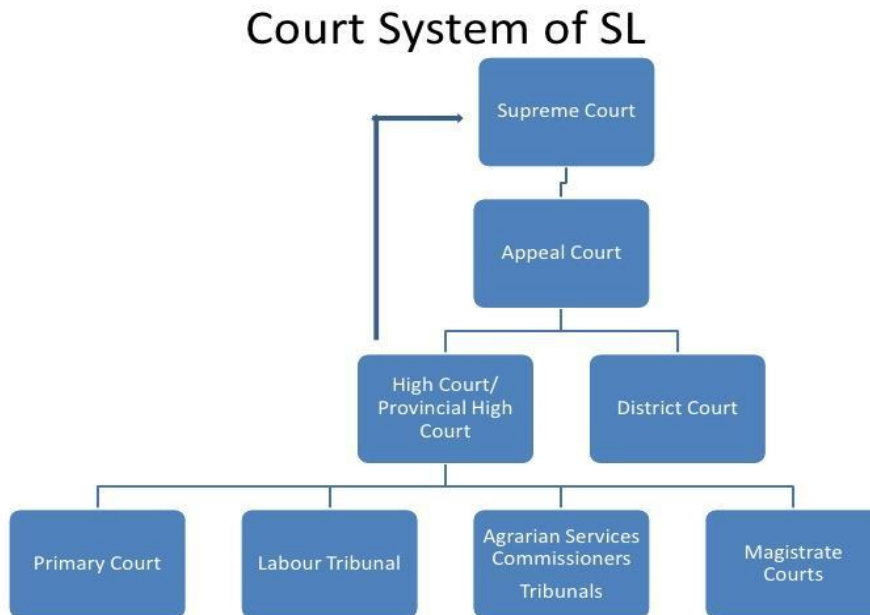 Court System of SL
Supreme Court
Appeal Court
High Court/
Provincial High
Court
District Court
Primary Court
Labour Tribunal
Agrarian Services
Commissioners
Tribunals
Magistrate
Courts